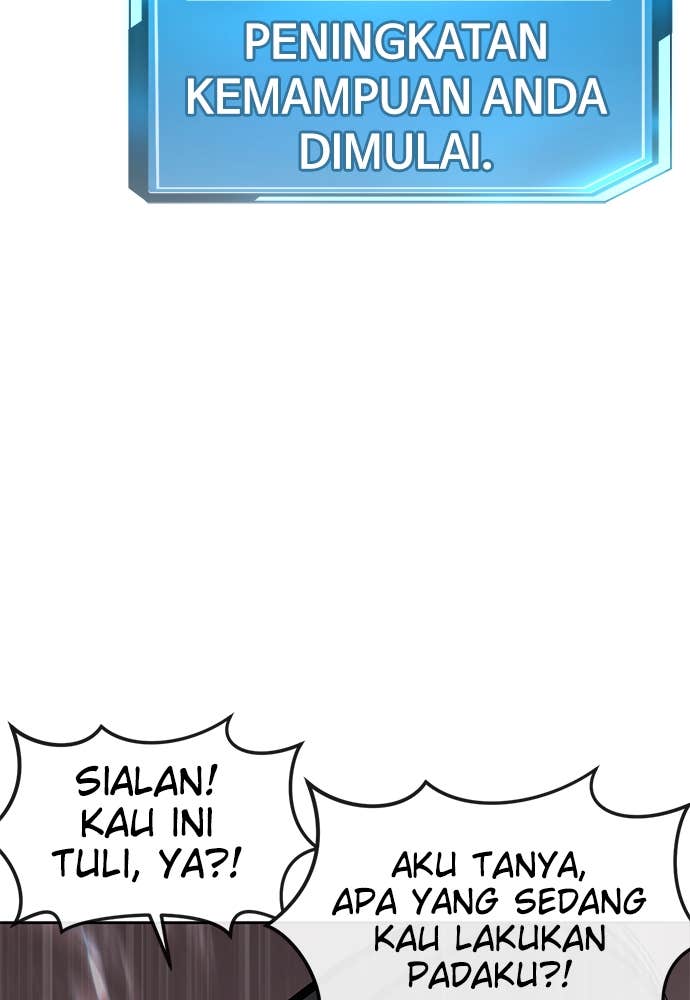 PENINGKATAN
KEMAMPUAN ANDA
DIMULAI.
SIALAN!
KAU INI
TULI, YA?!
AKU TANYA,
APA YANG SEDANG
KAU LAKUKAN
PADAKU?!